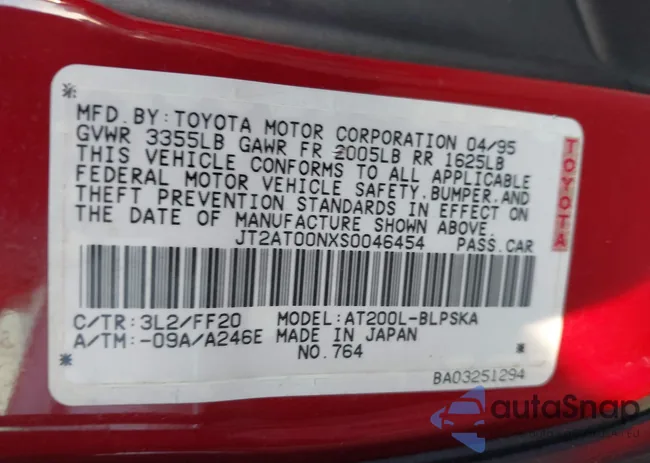 MFD. BY: TOYOTA MOTOR CORPORATION 04/95
GVWR 3355LB GAWR FR 2005LB RR 1625LB
THIS VEHICLE CONFORMS TO ALL APPLICABLE
FEDERAL MOTOR VEHICLE SAFETY, BUMPER, AND
THEFT PREVENTION STANDARDS IN EFFECT ON
THE DATE OF MANUFACTURE SHOWN ABOVE.
JT2AT00NXS0046454 PASS. CAR
TOYOTA
C/TR: 3L2/FF20 MODEL: AT200L-BLPSKA
A/TM: -09A/A246E MADE IN JAPAN
NO. 764
BA03251294
autaSnap